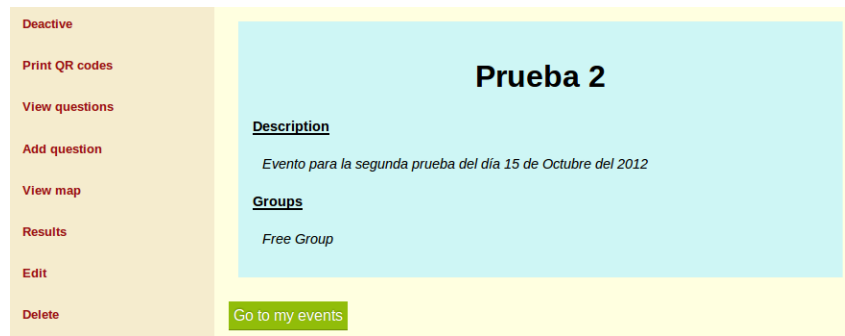 Deactive
Print QR codes
View questions
Add question
View map
Results
Edit
Delete
Prueba 2
Description
Evento para la segunda prueba del día 15 de Octubre del 2012
Groups
Free Group
Go to my events